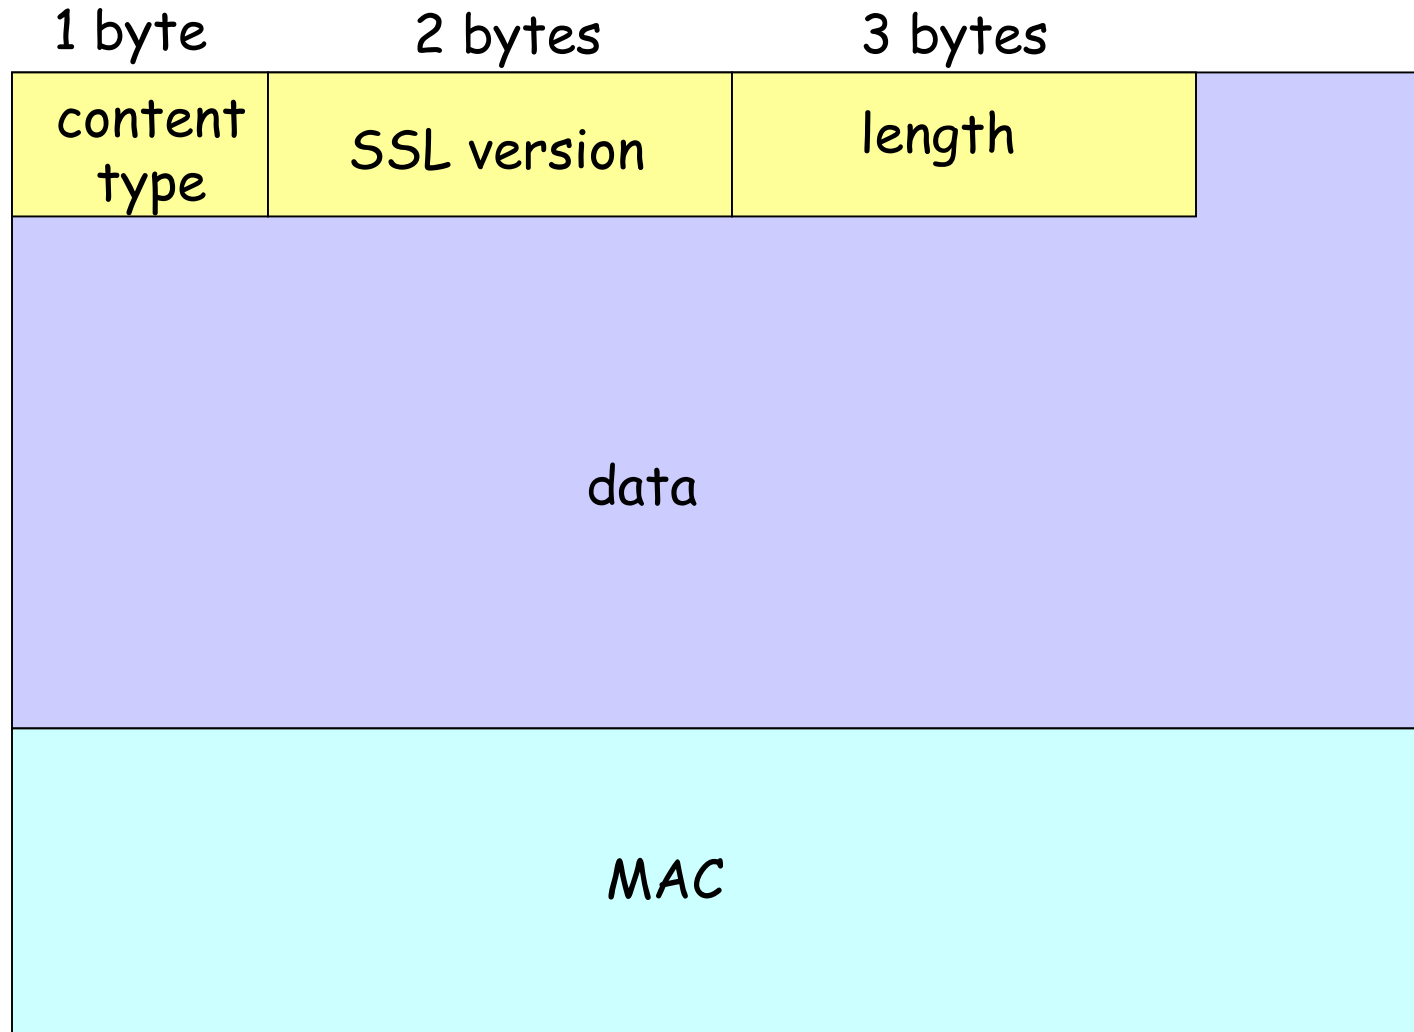 1 byte
2 bytes
3 bytes
content
type
SSL version
length
data
MAC